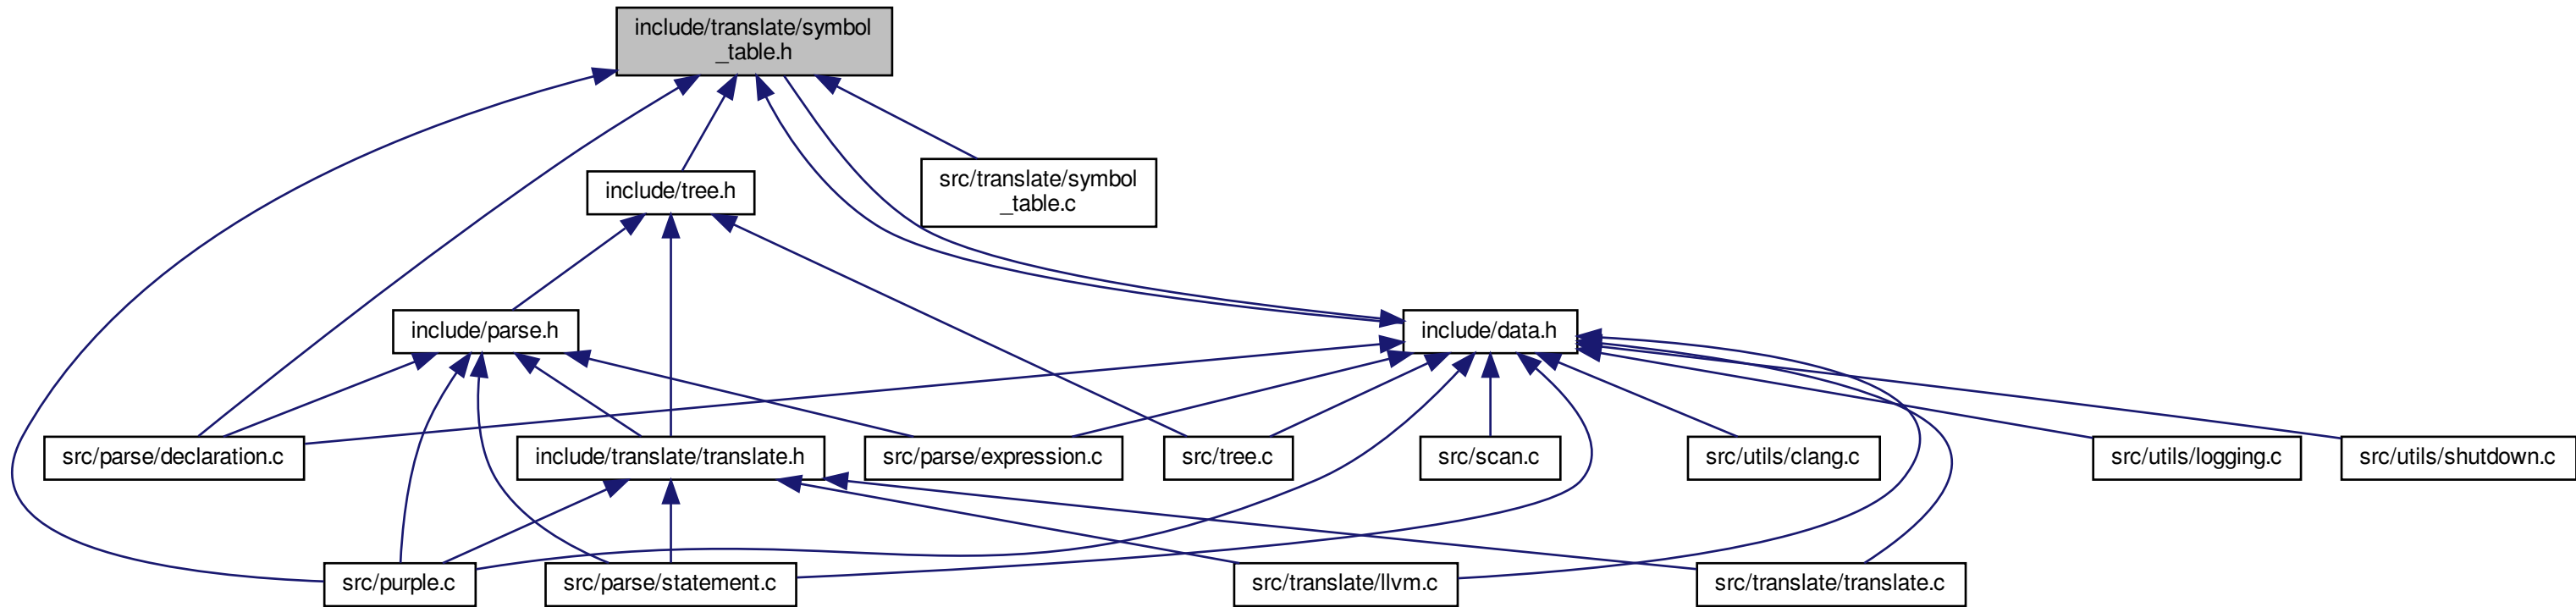 include/translate/symbol
_table.h
include/tree.h
src/translate/symbol
_table.c
include/parse.h
include/data.h
src/parse/declaration.c
include/translate/translate.h
src/parse/expression.c
src/tree.c
src/scan.c
src/utils/clang.c
src/utils/logging.c
src/utils/shutdown.c
src/purple.c
src/parse/statement.c
src/translate/llvm.c
src/translate/translate.c